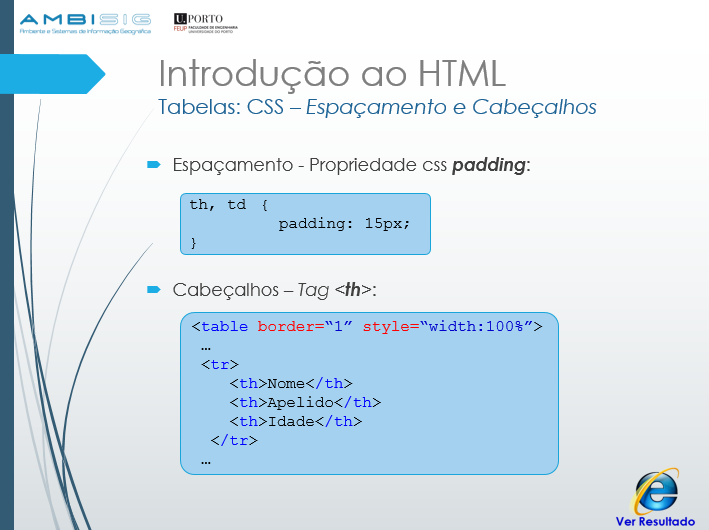 AMBISIG
Ambiente e Sistemas de Informação Geográfica
U.PORTO
FEUP FACULDADE DE ENGENHARIA
UNIVERSIDADE DO PORTO
Introdução ao HTML
Tabelas: CSS – Espaçamento e Cabeçalhos
Espaçamento - Propriedade css padding:
th, td {
padding: 15px;
}
Cabeçalhos – Tag <th>:
<table border=“1” style=“width:100%”>
…
<tr>
<th>Nome</th>
<th>Apelido</th>
<th>Idade</th>
</tr>
…
Ver Resultado